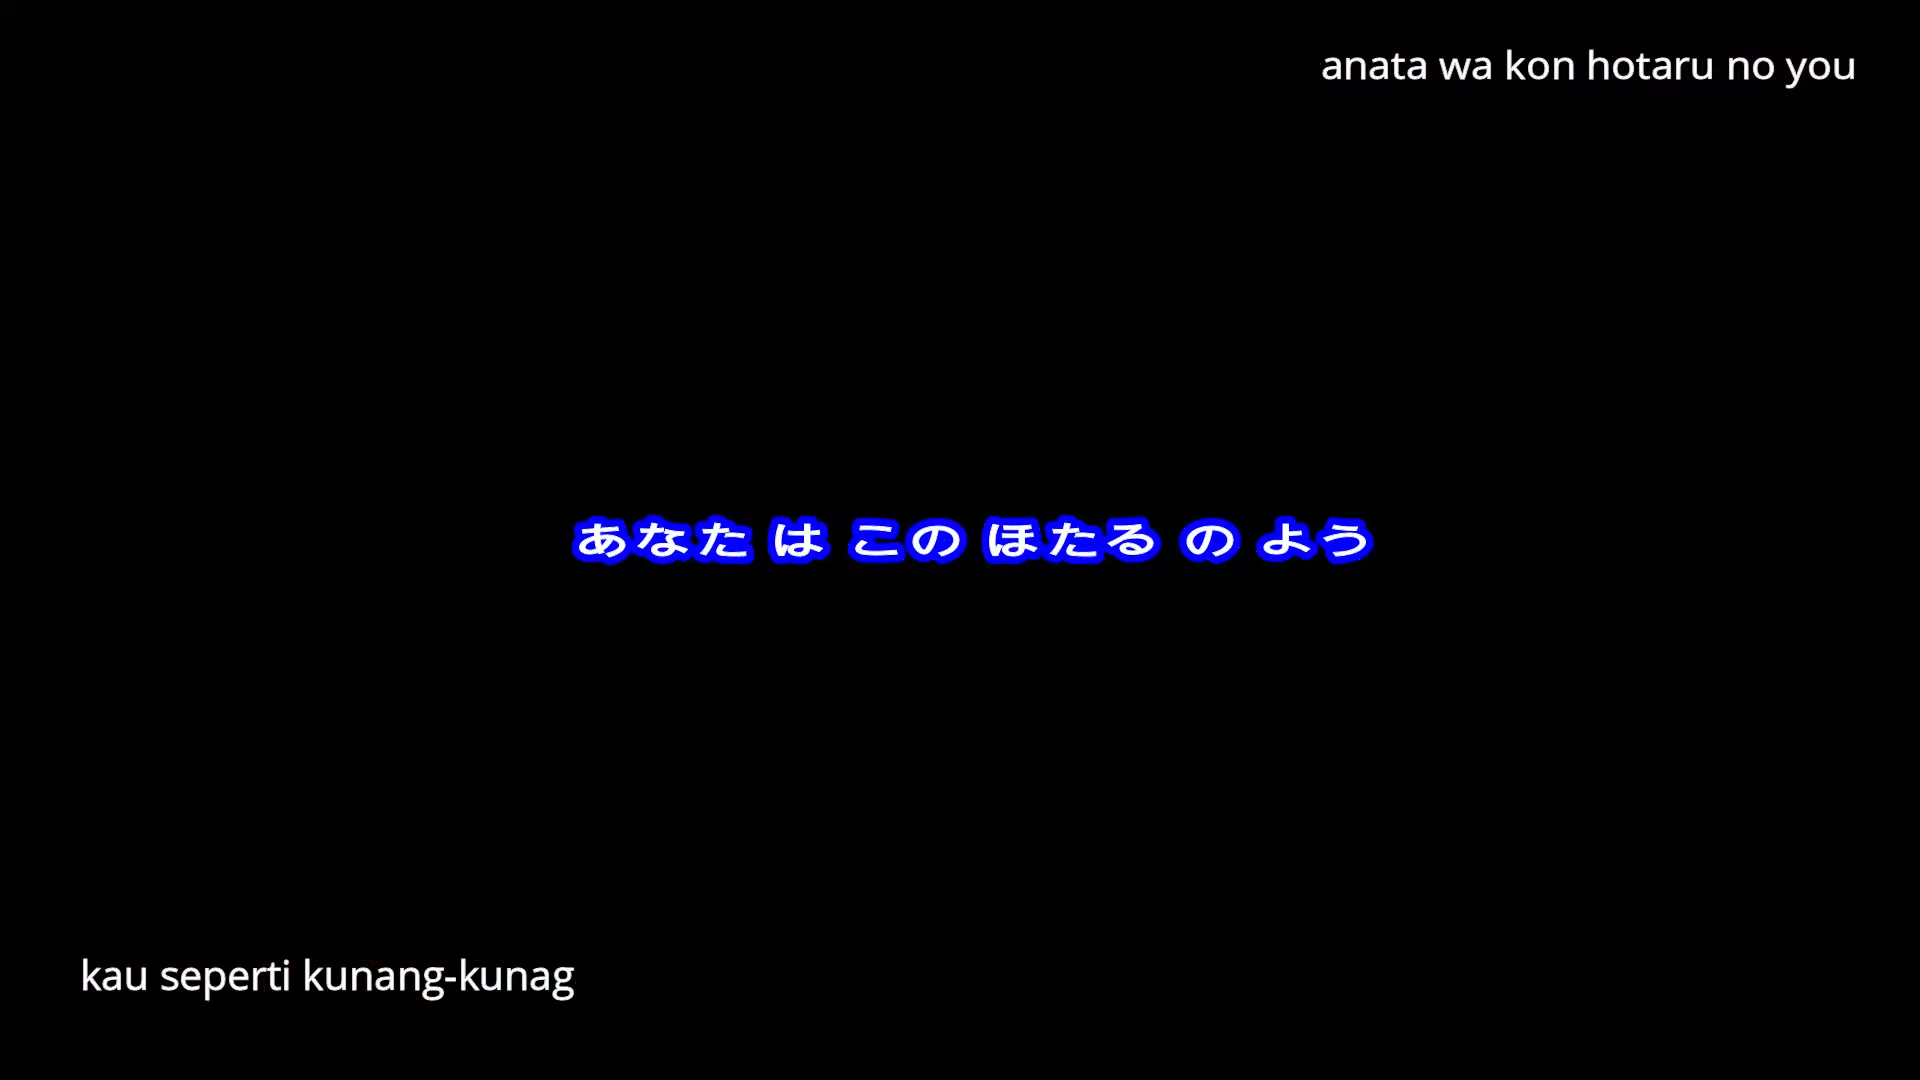 anata wa kon hotaru no you
あなた は この ほたる の よう
kau seperti kunang-kunag